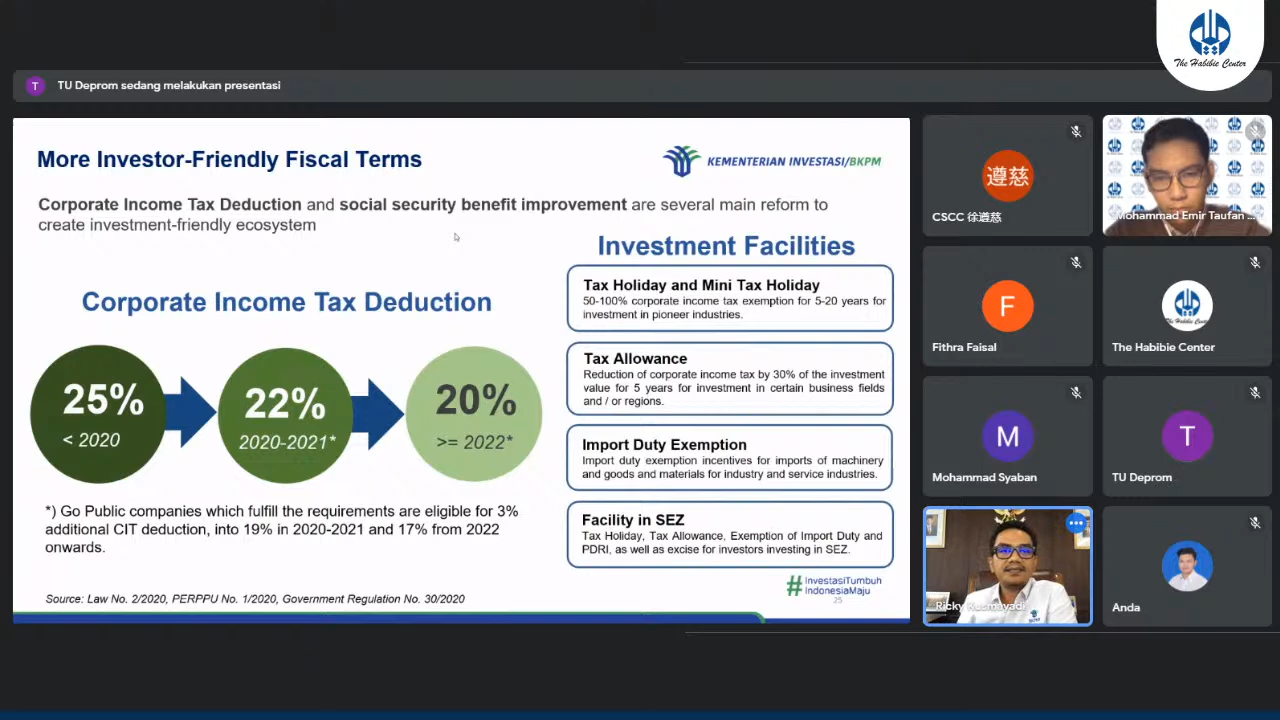 The Habibie Center
T
TU Deprom sedang melakukan presentasi
More Investor-Friendly Fiscal Terms
KEMENTERIAN INVESTASI/BKPM
Corporate Income Tax Deduction and social security benefit improvement are several main reform to
create investment-friendly ecosystem
Corporate Income Tax Deduction
25%
< 2020
22%
2020-2021*
20%
>= 2022*
*) Go Public companies which fulfill the requirements are eligible for 3%
additional CIT deduction, into 19% in 2020-2021 and 17% from 2022
onwards.
Source: Law No. 2/2020, PERPPU No. 1/2020, Government Regulation No. 30/2020
Investment Facilities
Tax Holiday and Mini Tax Holiday
50-100% corporate income tax exemption for 5-20 years for
investment in pioneer industries.
Tax Allowance
Reduction of corporate income tax by 30% of the investment
value for 5 years for investment in certain business fields
and / or regions.
Import Duty Exemption
Import duty exemption incentives for imports of machinery
and goods and materials for industry and service industries.
Facility in SEZ
Tax Holiday, Tax Allowance, Exemption of Import Duty and
PDRI, as well as excise for investors investing in SEZ.
#InvestasiTumbuh
IndonesiaMaju
25
遵慈
CSCC 徐遵慈
Mohammad Emir Taufan ...
F
Fithra Faisal
The Habibie Center
The Habibie Center
M
Mohammad Syaban
T
TU Deprom
Ricky Kusmayadi
Anda